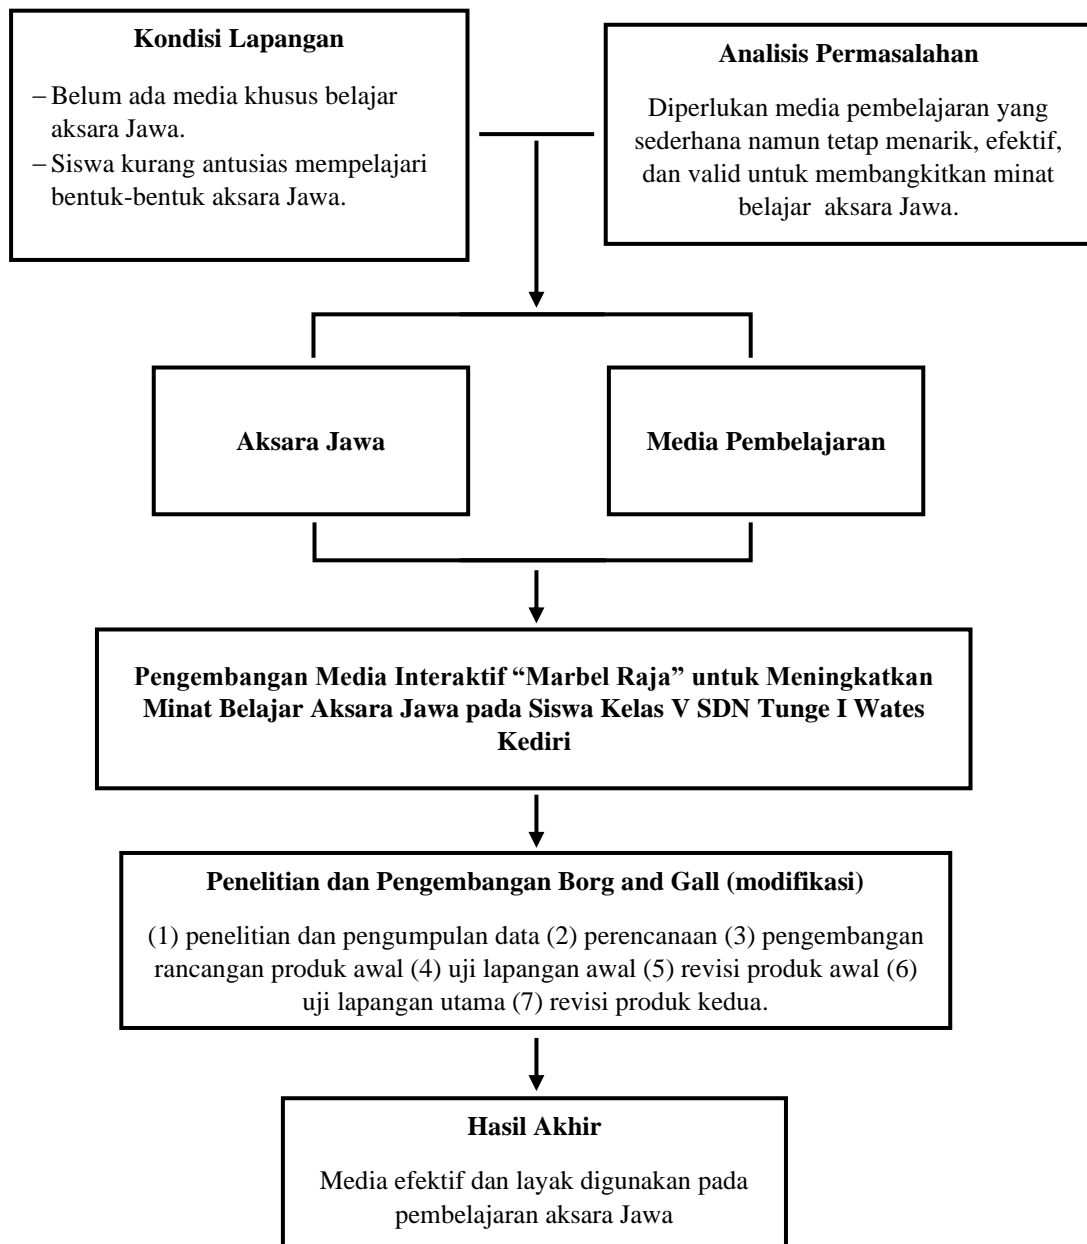 Kondisi Lapangan
– Belum ada media khusus belajar
aksara Jawa.
– Siswa kurang antusias mempelajari
bentuk-bentuk aksara Jawa.
Analisis Permasalahan
Diperlukan media pembelajaran yang
sederhana namun tetap menarik, efektif,
dan valid untuk membangkitkan minat
belajar aksara Jawa.
Aksara Jawa
Media Pembelajaran
Pengembangan Media Interaktif “Marbel Raja” untuk Meningkatkan
Minat Belajar Aksara Jawa pada Siswa Kelas V SDN Tunge I Wates
Kediri
Penelitian dan Pengembangan Borg and Gall (modifikasi)
(1) penelitian dan pengumpulan data (2) perencanaan (3) pengembangan
rancangan produk awal (4) uji lapangan awal (5) revisi produk awal (6)
uji lapangan utama (7) revisi produk kedua.
Hasil Akhir
Media efektif dan layak digunakan pada
pembelajaran aksara Jawa